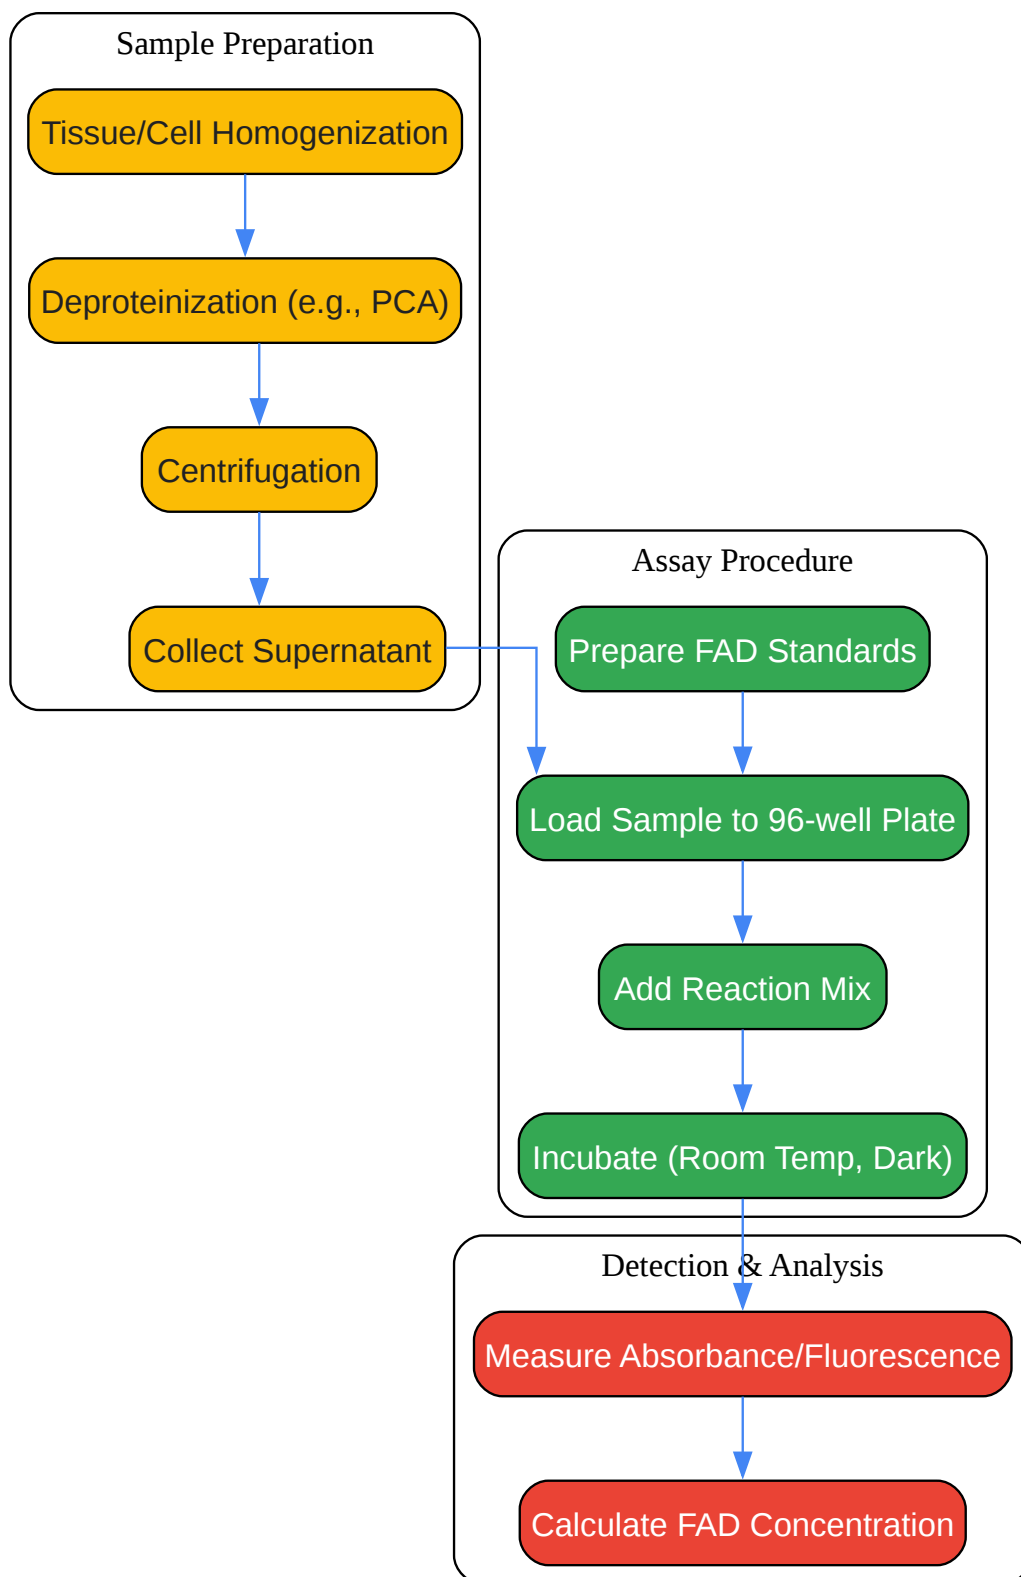 Sample Preparation
Tissue/Cell Homogenization
Deproteinization (e.g., PCA)
Centrifugation
Collect Supernatant
Assay Procedure
Prepare FAD Standards
Load Sample to 96-well Plate
Add Reaction Mix
Incubate (Room Temp, Dark)
Detection & Analysis
Measure Absorbance/Fluorescence
Calculate FAD Concentration